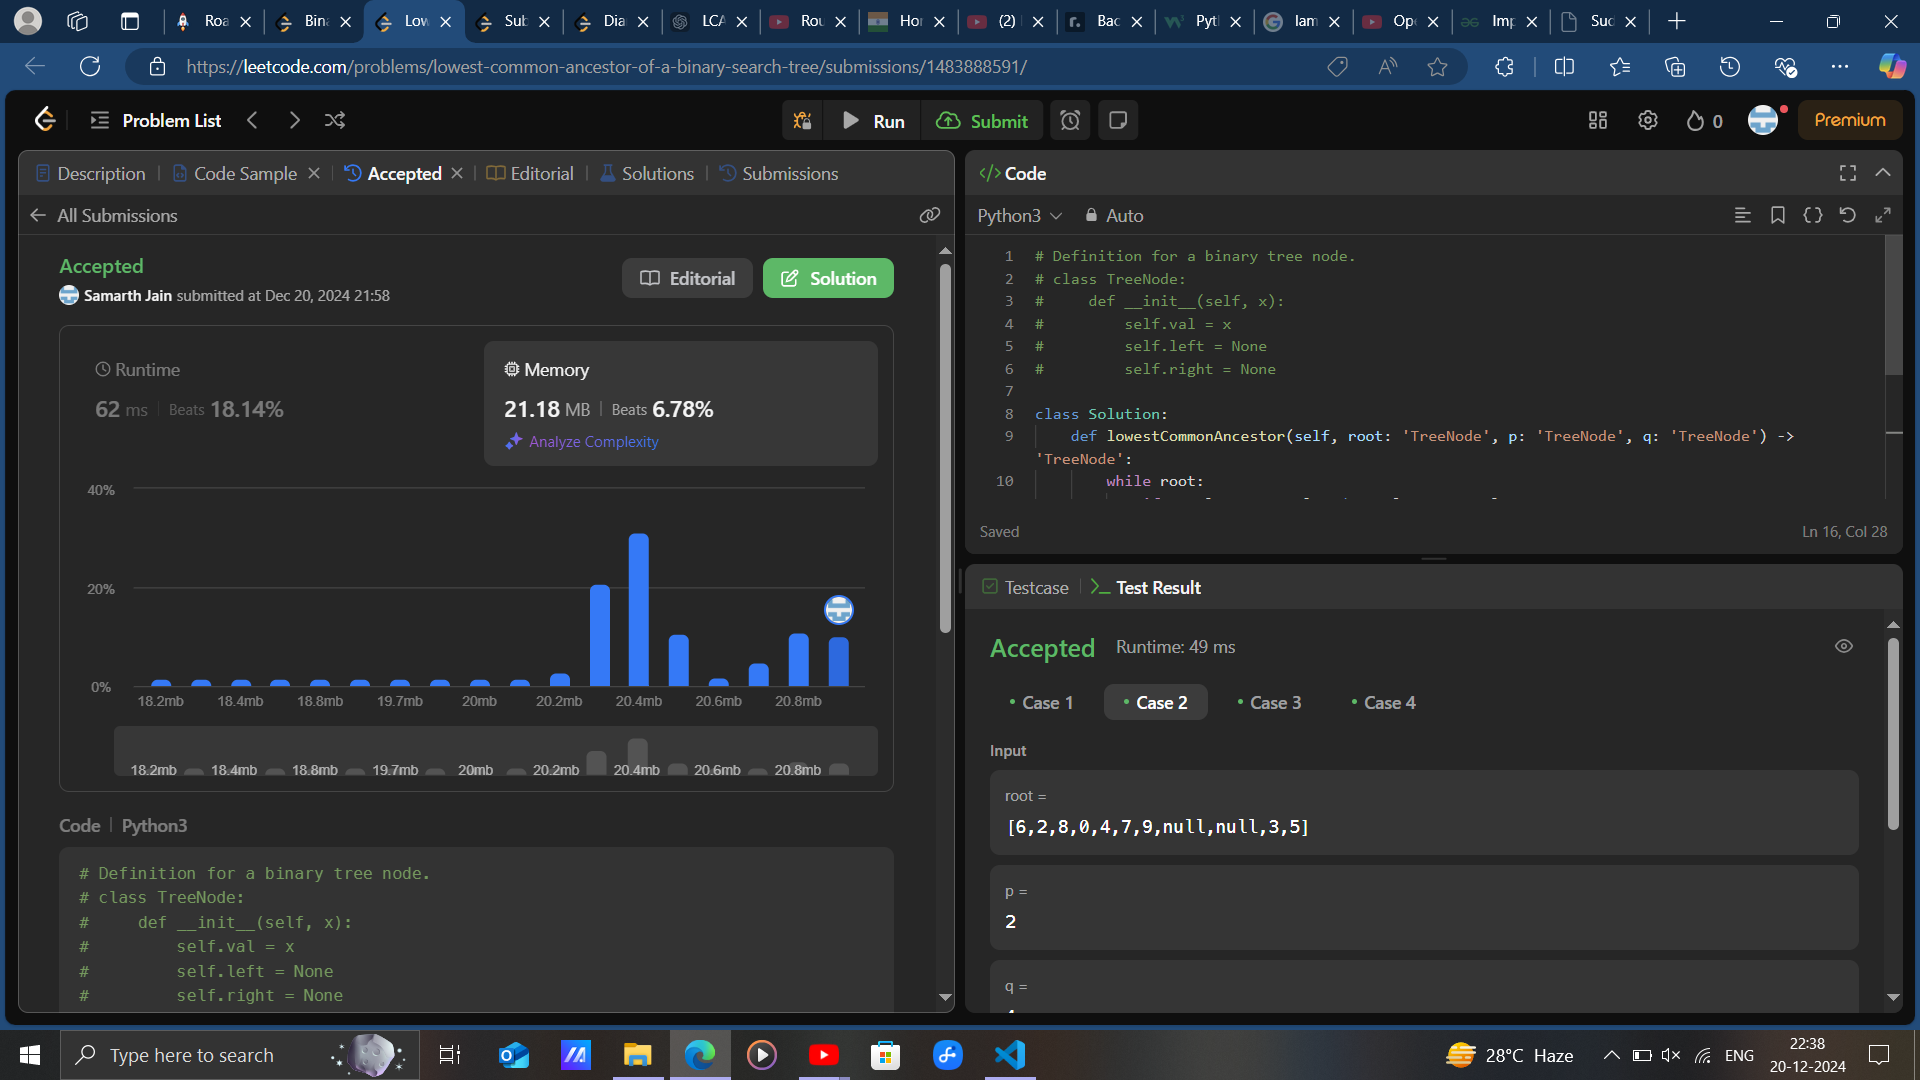 Roa
Bina
Low
Sub
Dia
LCA
Rou
Hor
(2)
Bac
Pytl
lam
Ope
Imp
Sud
https://leetcode.com/problems/lowest-common-ancestor-of-a-binary-search-tree/submissions/1483888591/
Problem List
Run
Submit
0
Premium
Description
Code Sample
Accepted
Editorial
Solutions
Submissions
All Submissions
Accepted
Samarth Jain submitted at Dec 20, 2024 21:58
Editorial
Solution
Runtime
62 ms | Beats 18.14%
Memory
21.18 MB | Beats 6.78%
Analyze Complexity
40%
20%
0%
18.2mb 18.4mb 18.8mb 19.7mb 20mb 20.2mb 20.4mb 20.6mb 20.8mb
18.2mb 18.4mb 18.8mb 19.7mb 20mb 20.2mb 20.4mb 20.6mb 20.8mb
Code | Python3
# Definition for a binary tree node.
# class TreeNode:
#     def __init__(self, x):
#         self.val = x
#         self.left = None
#         self.right = None
</> Code
Python3
Auto
1 # Definition for a binary tree node.
2 # class TreeNode:
3 #     def __init__(self, x):
4 #         self.val = x
5 #         self.left = None
6 #         self.right = None
7
8 class Solution:
9     def lowestCommonAncestor(self, root: 'TreeNode', p: 'TreeNode', q: 'TreeNode') ->
'TreeNode':
10         while root:
Saved
Ln 16, Col 28
Testcase
Test Result
Accepted
Runtime: 49 ms
Case 1
Case 2
Case 3
Case 4
Input
root =
[6,2,8,0,4,7,9,null,null,3,5]
p =
2
q =
Type here to search
28°C Haze
ENG
22:38
20-12-2024